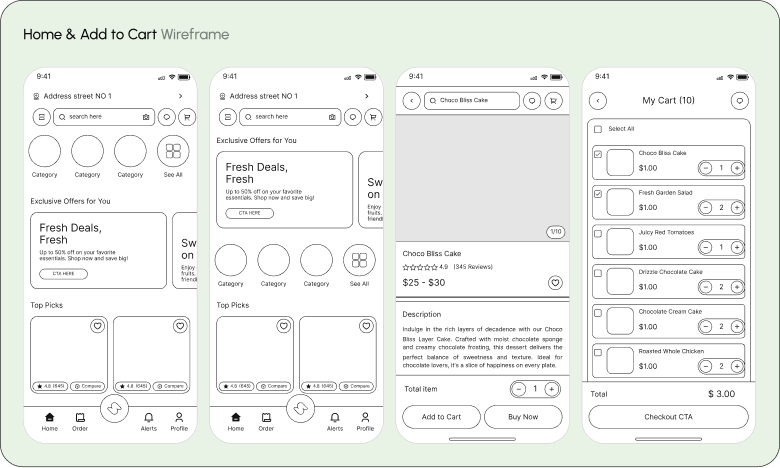 Home & Add to Cart Wireframe
9:41
Address street NO 1
search here
Category
Category
Category
See All
Exclusive Offers for You
Fresh Deals,
Fresh
Up to 50% off on your favorite
essentials. Shop now and save big!
CTA HERE
Sw
on
Enjoy
fruits.
friendl
Top Picks
4.8 (645)
Compare
4.8 (645)
Compare
Home
Order
Alerts
Profile
9:41
Address street NO 1
search here
Exclusive Offers for You
Fresh Deals,
Fresh
Up to 50% off on your favorite
essentials. Shop now and save big!
CTA HERE
Sw
on
Enjoy
fruits.
friendl
Category
Category
Category
See All
Top Picks
4.8 (645)
Compare
4.8 (645)
Compare
Home
Order
Alerts
Profile
9:41
Choco Bliss Cake
1/10
Choco Bliss Cake
4.9 (345 Reviews)
$25 - $30
Description
Indulge in the rich layers of decadence with our Choco
Bliss Layer Cake. Crafted with moist chocolate sponge
and creamy chocolate frosting, this dessert delivers the
perfect balance of sweetness and texture. Ideal for
chocolate lovers, it's a slice of happiness on every plate.
Total item
1
Add to Cart
Buy Now
9:41
My Cart (10)
Select All
Choco Bliss Cake
$1.00
1
Fresh Garden Salad
$1.00
2
Juicy Red Tomatoes
$1.00
1
Drizzle Chocolate Cake
$1.00
2
Chocolate Cream Cake
$1.00
2
Roasted Whole Chicken
$1.00
2
Total
$ 3.00
Checkout CTA